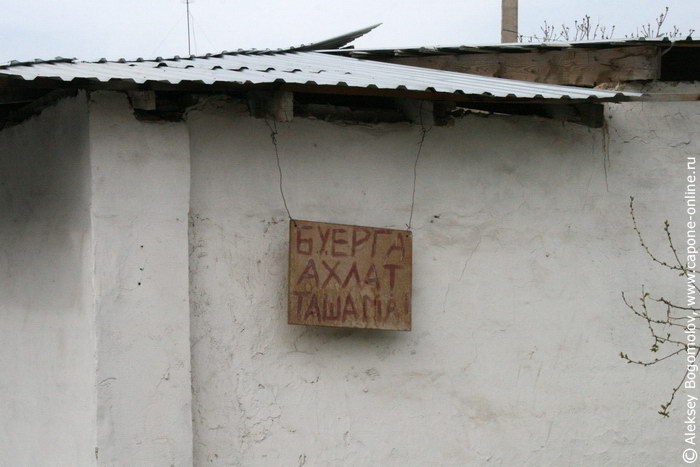 БУЕРГА
АХЛАТ
ТАШАМА!
© Aleksey Bogomolov, www.capone-online.ru